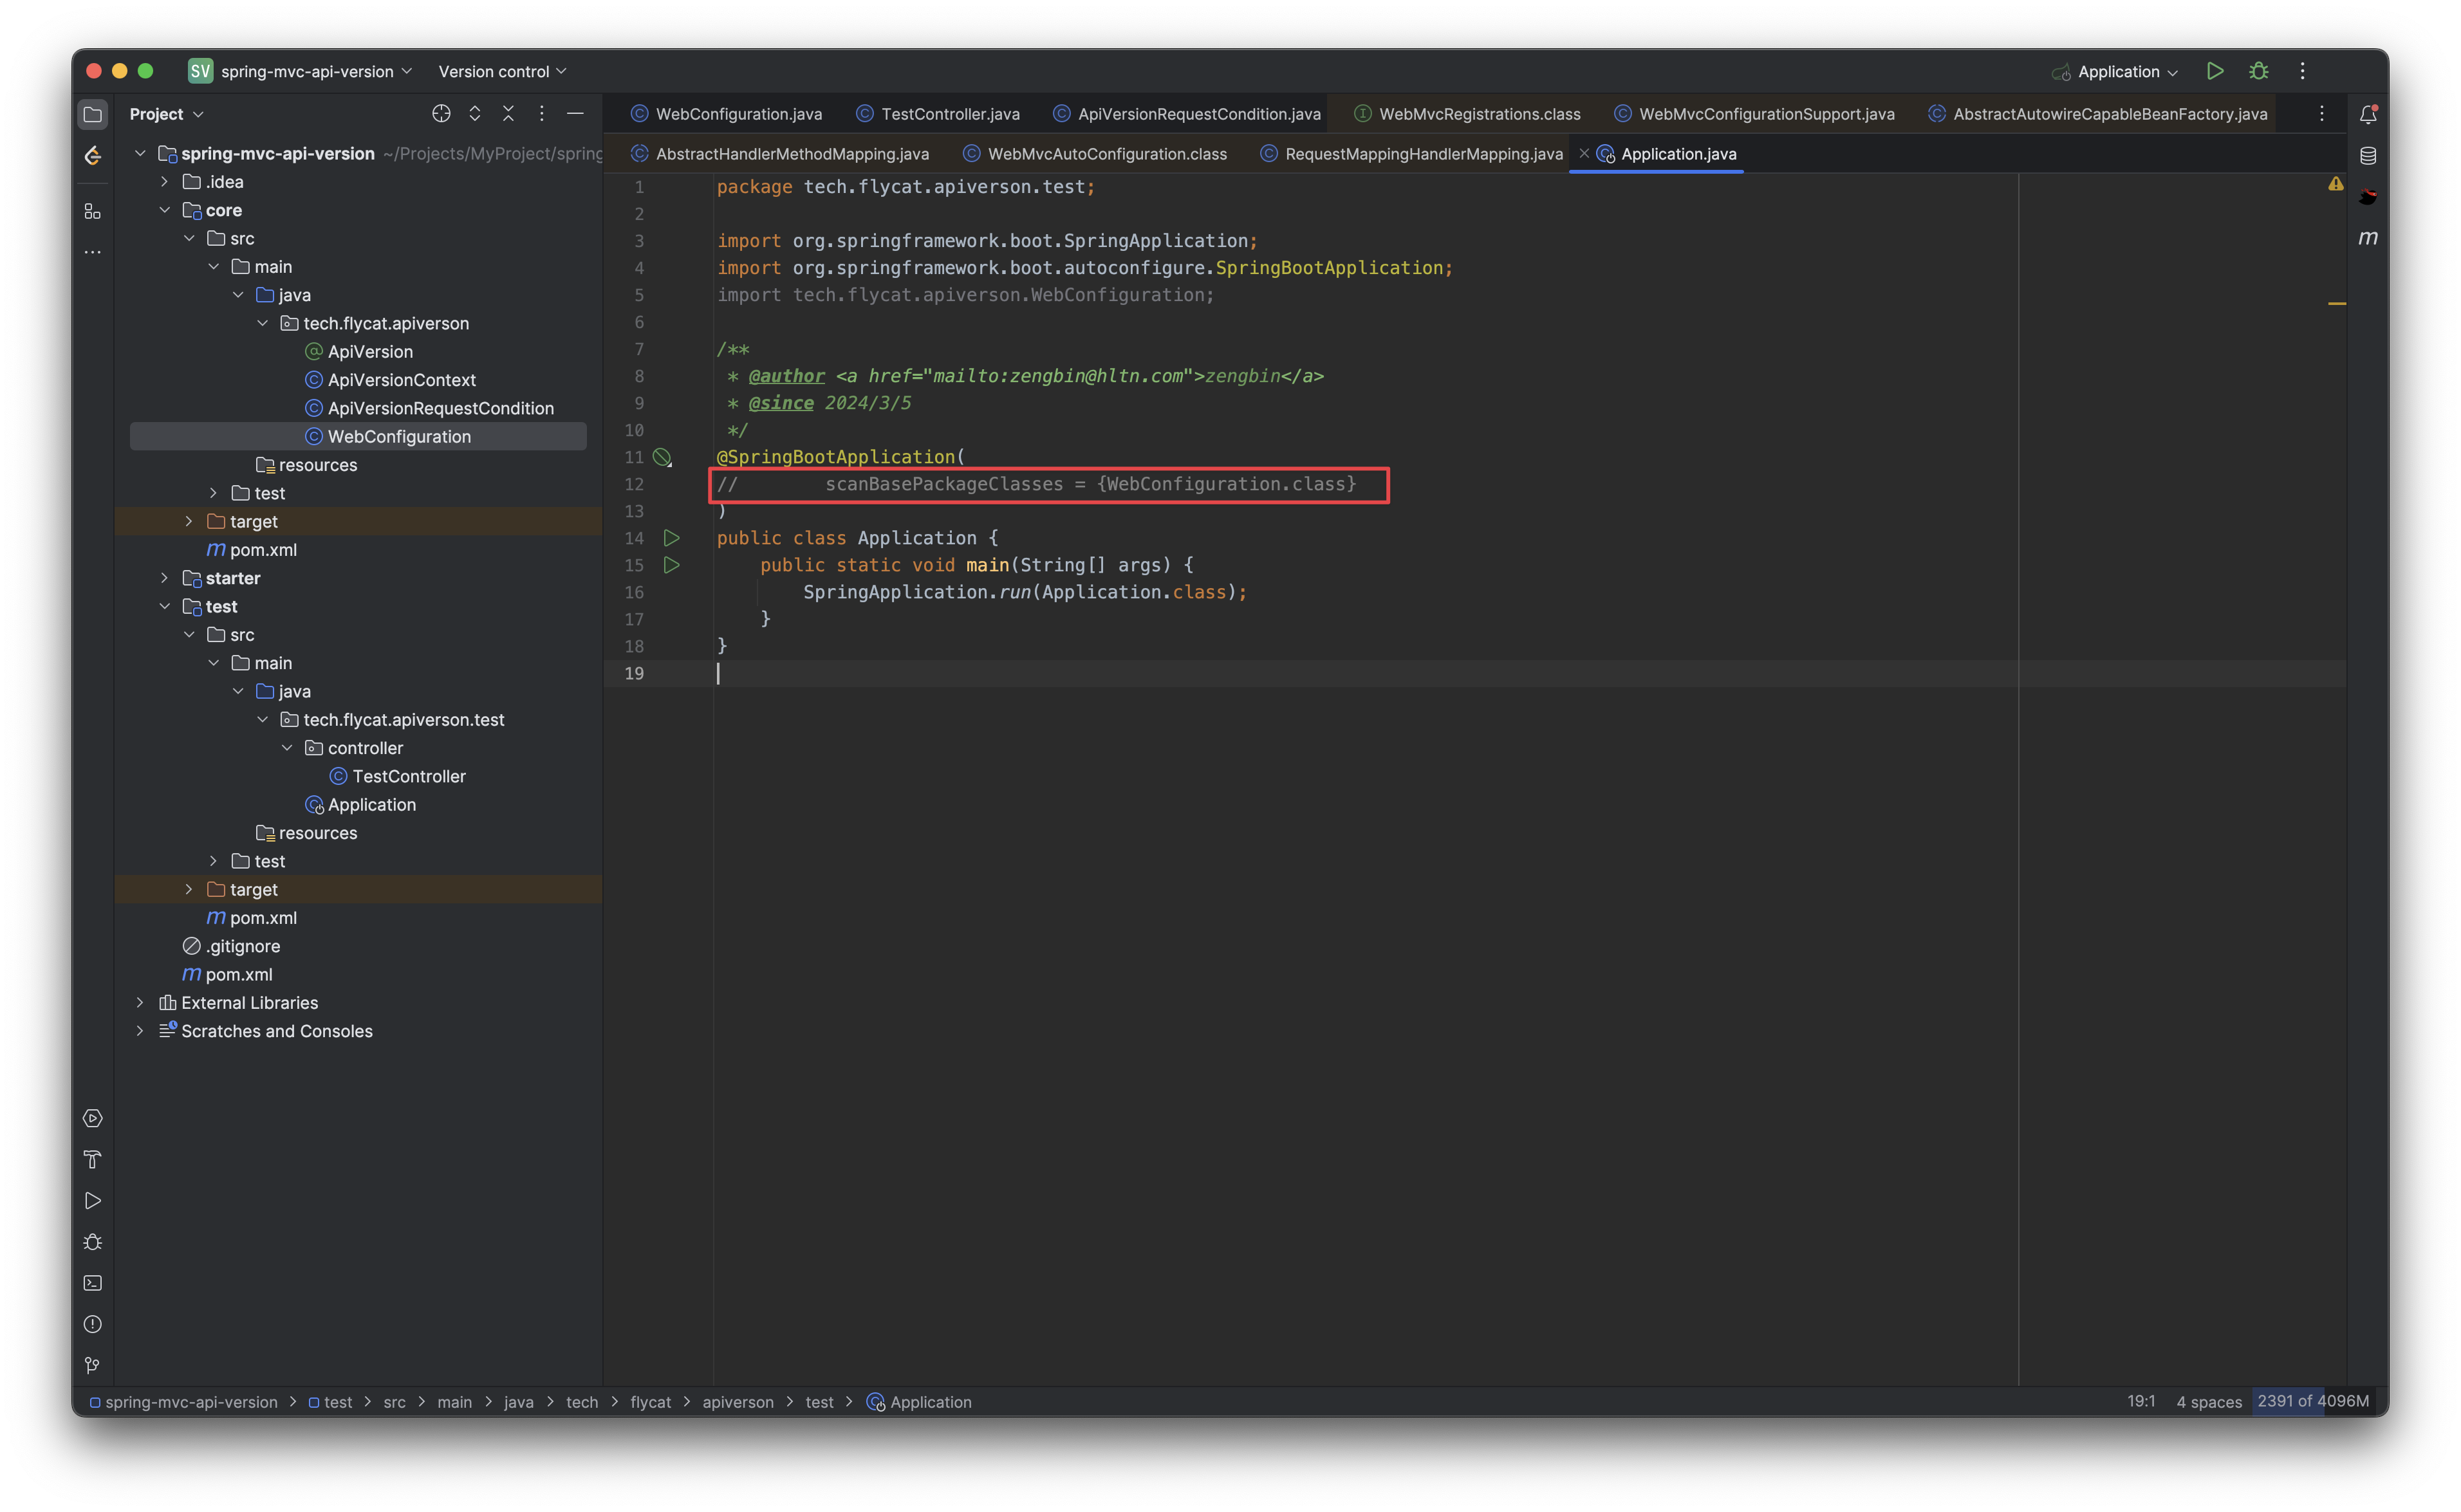 SV spring-mvc-api-version Version control Application
Project
WebConfiguration.java TestController.java ApiVersionRequestCondition.java WebMvcRegistrations.class WebMvcConfigurationSupport.java AbstractAutowireCapableBeanFactory.java
AbstractHandlerMethodMapping.java WebMvcAutoConfiguration.class RequestMappingHandlerMapping.java Application.java
spring-mvc-api-version ~/Projects/MyProject/spring
.idea
core
src
main
java
tech.flycat.apiverson
ApiVersion
ApiVersionContext
ApiVersionRequestCondition
WebConfiguration
resources
test
target
pom.xml
starter
test
src
main
java
tech.flycat.apiverson.test
controller
TestController
Application
resources
test
target
pom.xml
.gitignore
pom.xml
External Libraries
Scratches and Consoles
1 package tech.flycat.apiverson.test;
2
3 import org.springframework.boot.SpringApplication;
4 import org.springframework.boot.autoconfigure.SpringBootApplication;
5 import tech.flycat.apiverson.WebConfiguration;
6
7 /**
8 * @author <a href="mailto:zengbin@hltn.com">zengbin</a>
9 * @since 2024/3/5
10 */
11 @SpringBootApplication(
12 // scanBasePackageClasses = {WebConfiguration.class}
13 )
14 public class Application {
15 public static void main(String[] args) {
16 SpringApplication.run(Application.class);
17 }
18 }
19
m
spring-mvc-api-version > test > src > main > java > tech > flycat > apiverson > test > Application 19:1 4 spaces 2391 of 4096M